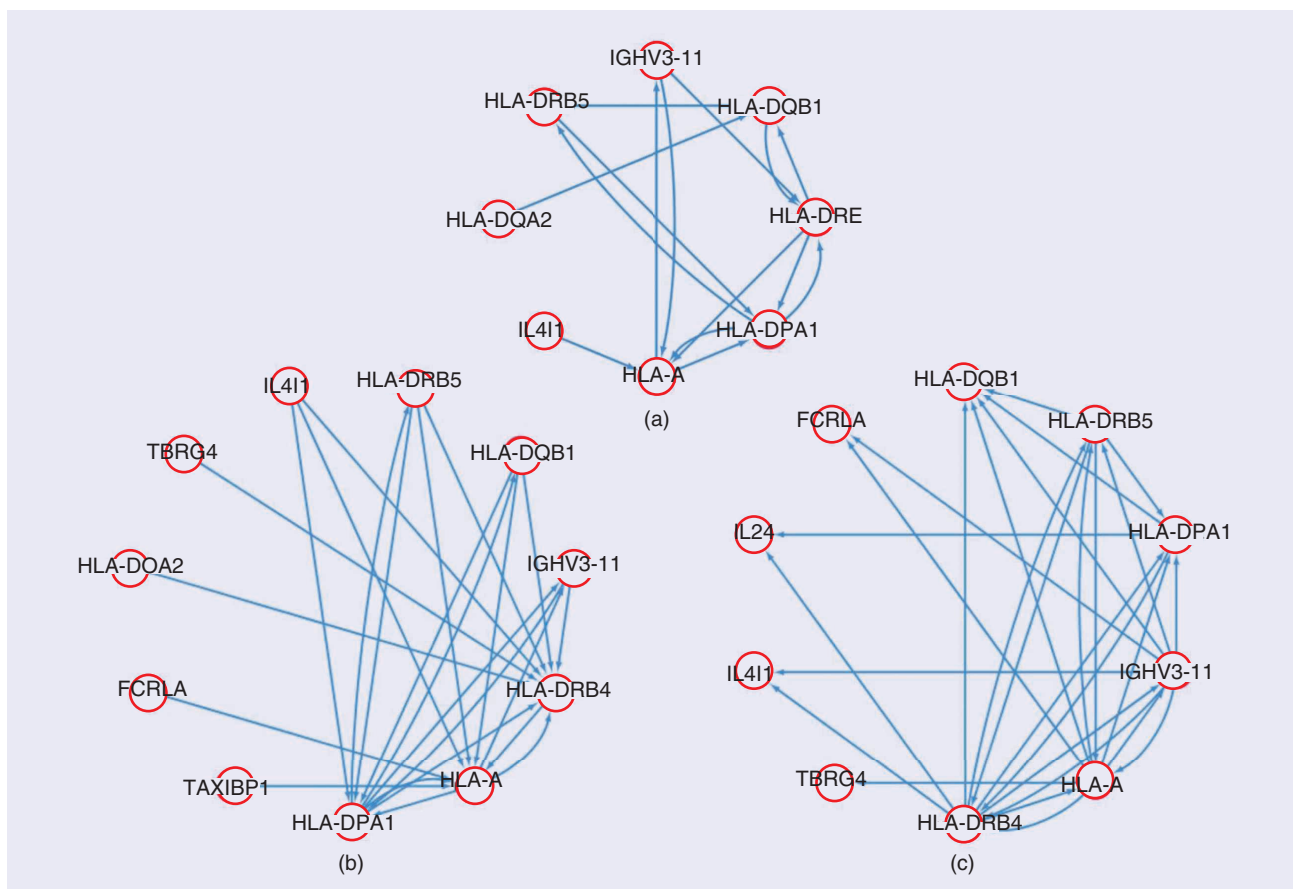 IGHV3-11
HLA-DRB5
HLA-DQB1
HLA-DQA2
HLA-DRE
IL4I1
HLA-DPA1
HLA-A
(a)
IL4I1
HLA-DRB5
TBRG4
HLA-DQB1
HLA-DOA2
IGHV3-11
FCRLA
HLA-DRB4
TAXIBP1
HLA-A
HLA-DPA1
(b)
HLA-DQB1
FCRLA
HLA-DRB5
IL24
HLA-DPA1
IL4I1
IGHV3-11
TBRG4
HLA-A
HLA-DRB4
(c)